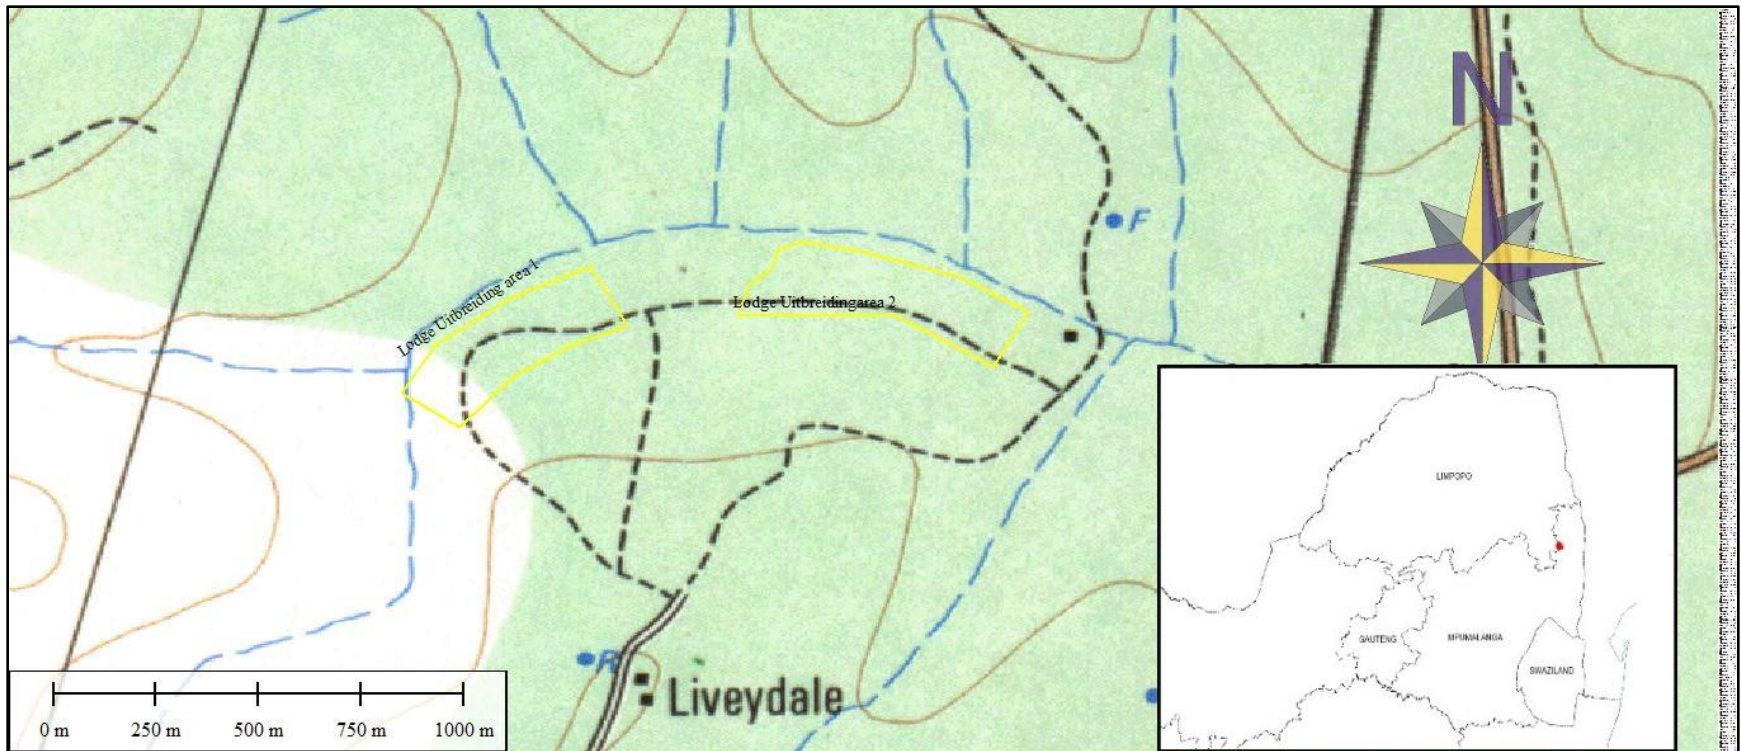 N
F
Lodge Uitbreiding area 1
Lodge Uitbreidingarea 2
LIMPOPO
GAUTENG
MPUMALANGA
SWAZILAND
R
Liveydale
0 m 250 m 500 m 750 m 1000 m